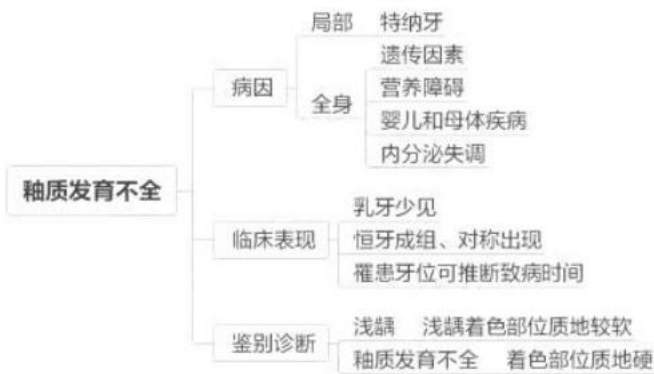 釉质发育不全
病因
局部 特纳牙
全身
遗传因素
营养障碍
婴儿和母体疾病
内分泌失调
临床表现
乳牙少见
恒牙成组、对称出现
罹患牙位可推断致病时间
鉴别诊断
浅龋 浅龋着色部位质地较软
釉质发育不全 着色部位质地硬